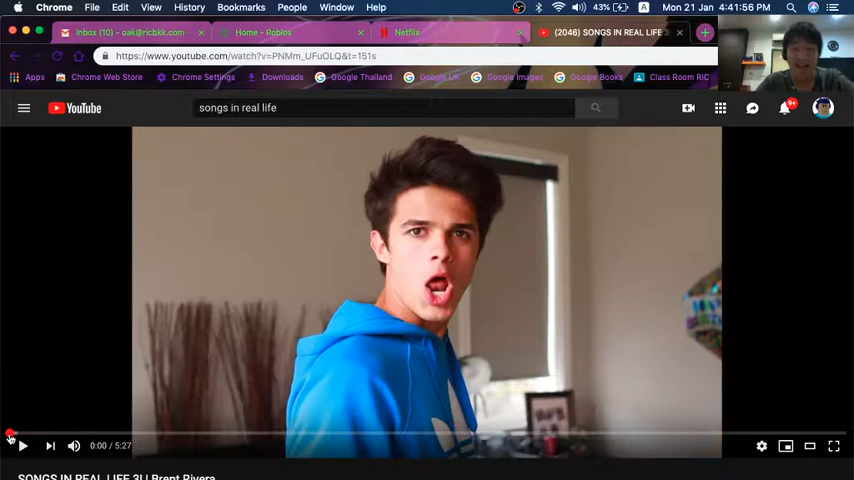 Chrome File Edit View History Bookmarks People Window Help 43% A Mon 21 Jan 4:41:56 PM
Inbox (10) - oak@ricbkk.com - Home - Roblox Netflix (2046) SONGS IN REAL LIFE 3
https://www.youtube.com/watch?v=PNMm_UFuOLQ&t=151s
Apps Chrome Web Store Chrome Settings Downloads Google Thailand Google UK Google Images Google Books Class Room RIC
YouTube songs in real life 9+
0:00 / 5:27
SONGS IN REAL LIFE 3! | Brent Rivera